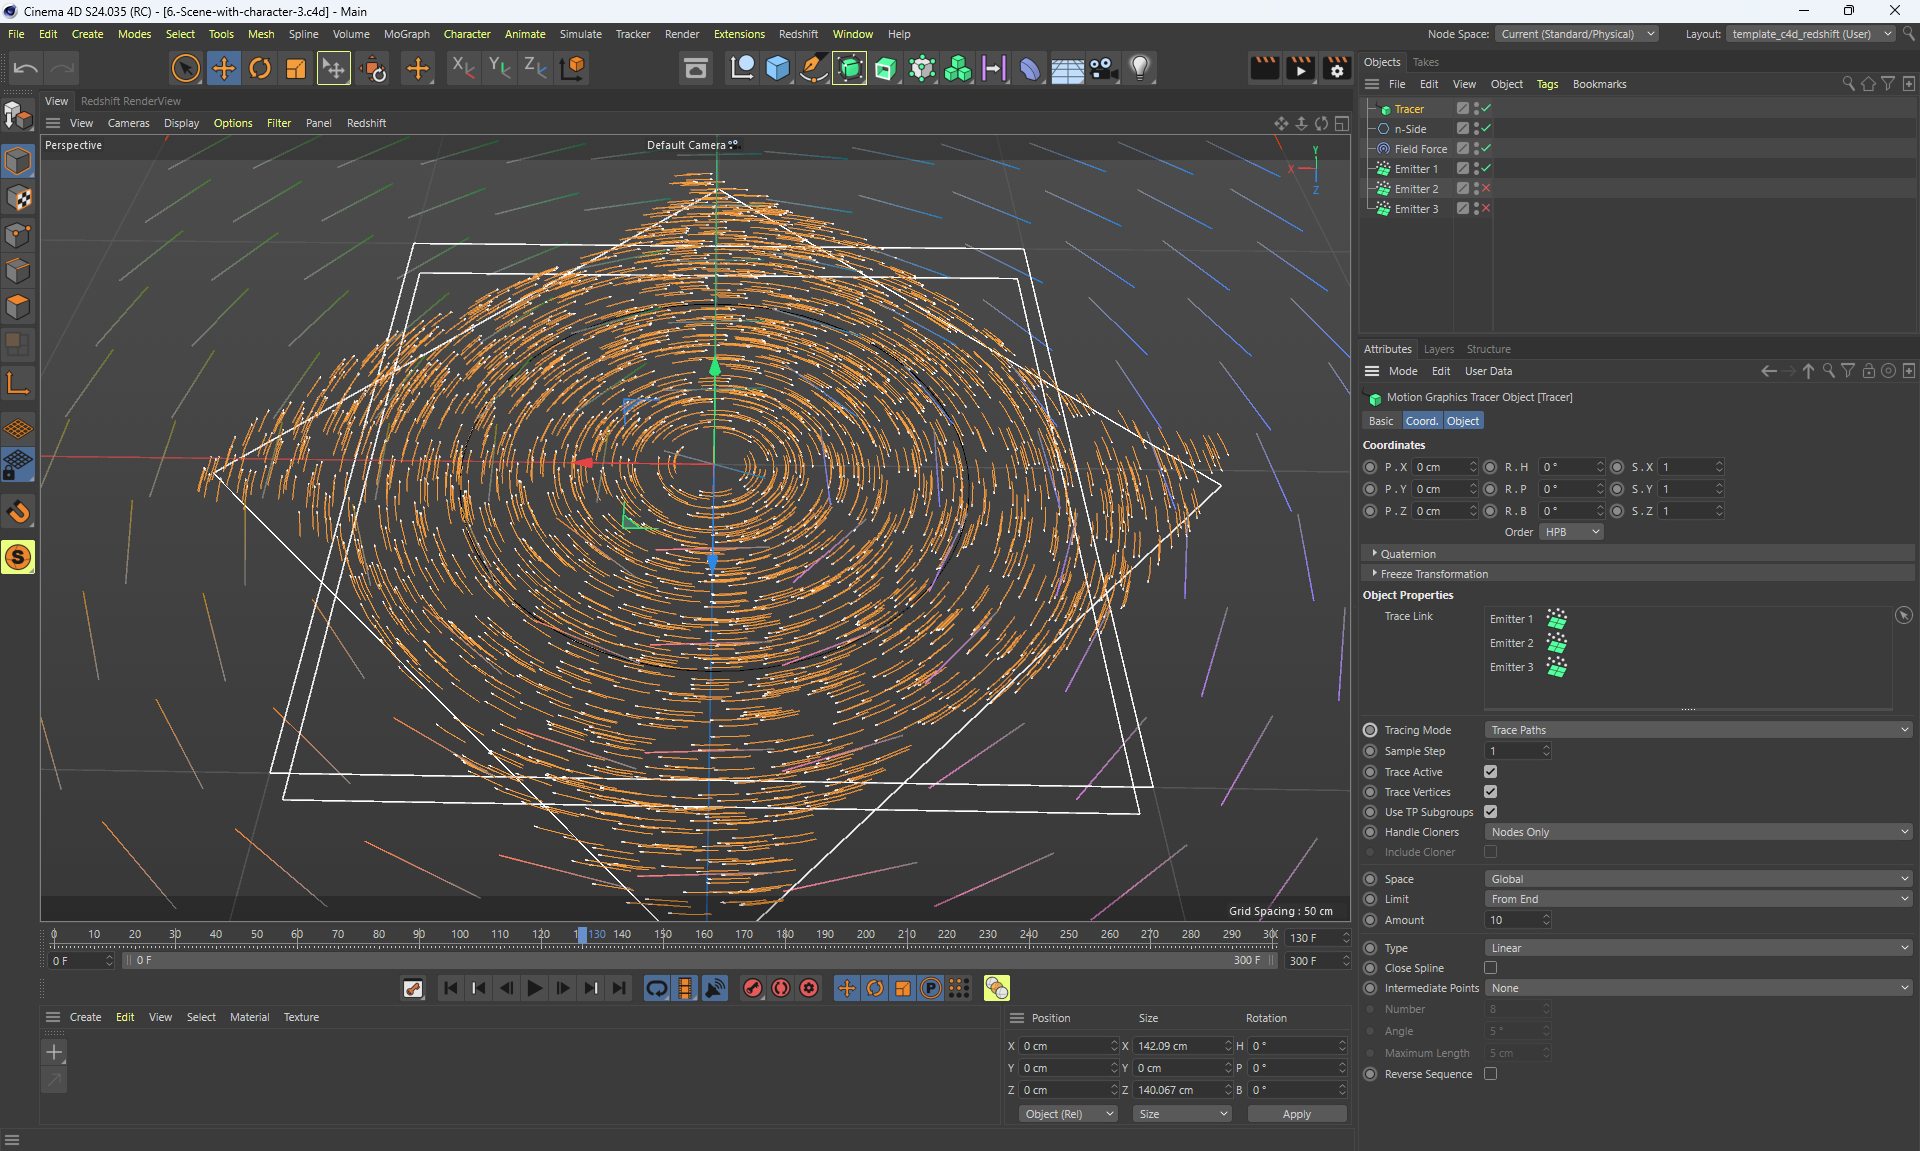 Cinema 4D S24.035 (RC) - [6.-Scene-with-character-3.c4d] - Main
File Edit Create Modes Select Tools Mesh Spline Volume MoGraph Character Animate Simulate Tracker Render Extensions Redshift Window Help
Node Space: Current (Standard/Physical) Layout: template_c4d_redshift (User)
View Redshift RenderView
View Cameras Display Options Filter Panel Redshift
Perspective
Default Camera
Y
X
Z
Grid Spacing : 50 cm
0 10 20 30 40 50 60 70 80 90 100 110 120 130 140 150 160 170 180 190 200 210 220 230 240 250 260 270 280 290 130 F
0 F 0 F 300 F 300 F
Create Edit View Select Material Texture
Position Size Rotation
X 0 cm X 142.09 cm H 0 °
Y 0 cm Y 0 cm P 0 °
Z 0 cm Z 140.067 cm B 0 °
Object (Rel) Size Apply
Objects Takes
File Edit View Object Tags Bookmarks
Tracer
n-Side
Field Force
Emitter 1
Emitter 2
Emitter 3
Attributes Layers Structure
Mode Edit User Data
Motion Graphics Tracer Object [Tracer]
Basic Coord. Object
Coordinates
P . X 0 cm R . H 0 ° S . X 1
P . Y 0 cm R . P 0 ° S . Y 1
P . Z 0 cm R . B 0 ° S . Z 1
Order HPB
Quaternion
Freeze Transformation
Object Properties
Trace Link
Emitter 1
Emitter 2
Emitter 3
Tracing Mode Trace Paths
Sample Step 1
Trace Active
Trace Vertices
Use TP Subgroups
Handle Cloners Nodes Only
Include Cloner
Space Global
Limit From End
Amount 10
Type Linear
Close Spline
Intermediate Points None
Number 8
Angle 5 °
Maximum Length 5 cm
Reverse Sequence